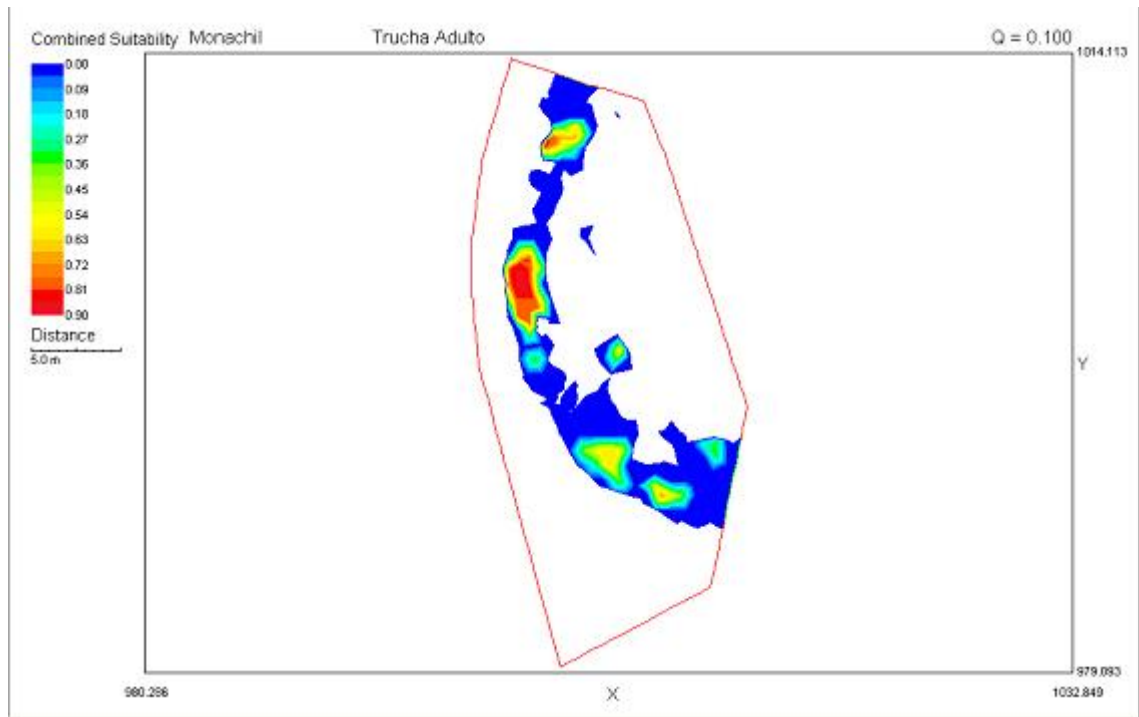 Combined Suitability Monachil Trucha Adulto Q = 0.100
1014.113
0.00
0.09
0.18
0.27
0.36
0.45
0.54
0.63
0.72
0.81
0.90
Distance
5.0 m
Y
979.093
980.286 X 1032.849